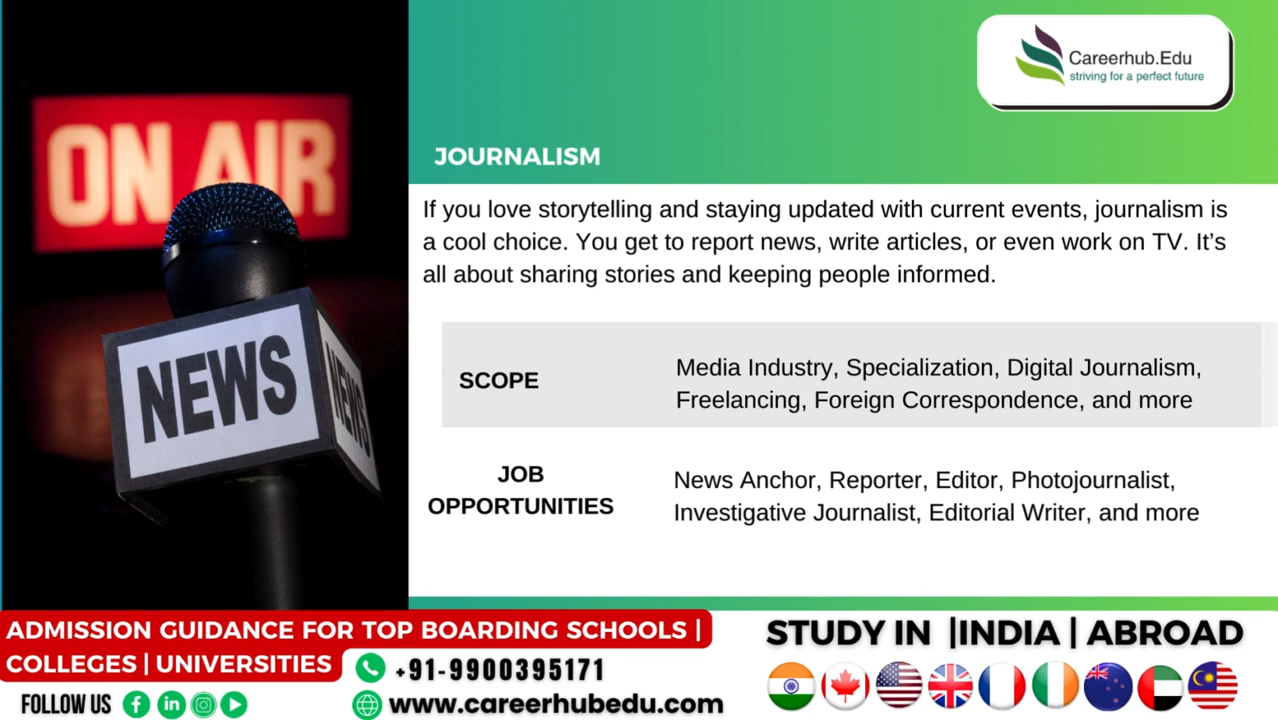 ON AIR
NEWS
NEWS
Careerhub.Edu
striving for a perfect future
JOURNALISM
If you love storytelling and staying updated with current events, journalism is
a cool choice. You get to report news, write articles, or even work on TV. It’s
all about sharing stories and keeping people informed.
SCOPE
Media Industry, Specialization, Digital Journalism,
Freelancing, Foreign Correspondence, and more
JOB
OPPORTUNITIES
News Anchor, Reporter, Editor, Photojournalist,
Investigative Journalist, Editorial Writer, and more
ADMISSION GUIDANCE FOR TOP BOARDING SCHOOLS |
COLLEGES | UNIVERSITIES
+91-9900395171
FOLLOW US
www.careerhubedu.com
STUDY IN |INDIA | ABROAD